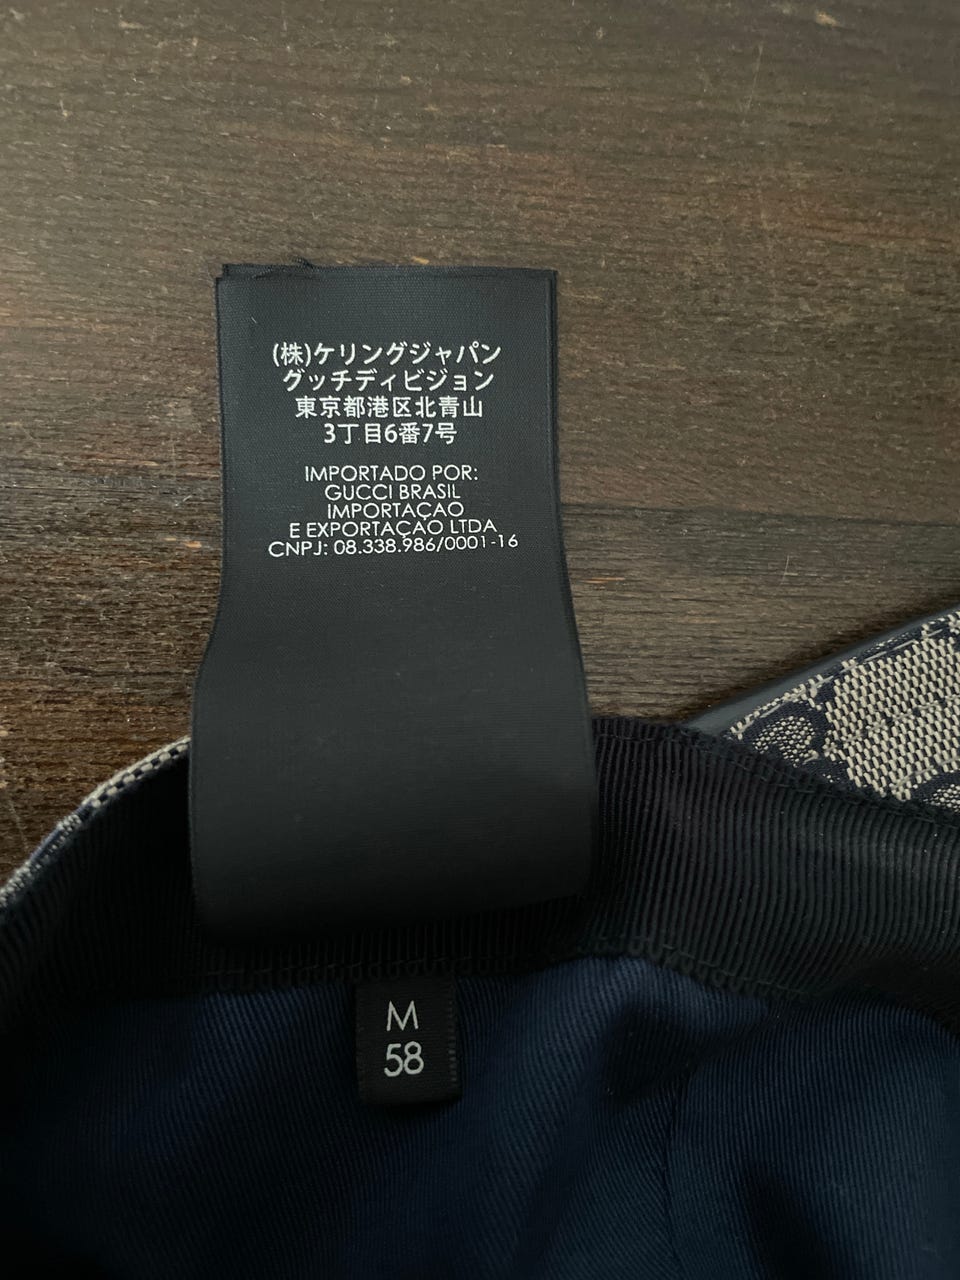 (株)ケリングジャパン
グッチディビジョン
東京都港区北青山
3丁目6番7号
IMPORTADO POR:
GUCCI BRASIL
IMPORTAÇAO
E EXPORTAÇAO LTDA
CNPJ: 08.338.986/0001-16
M
58